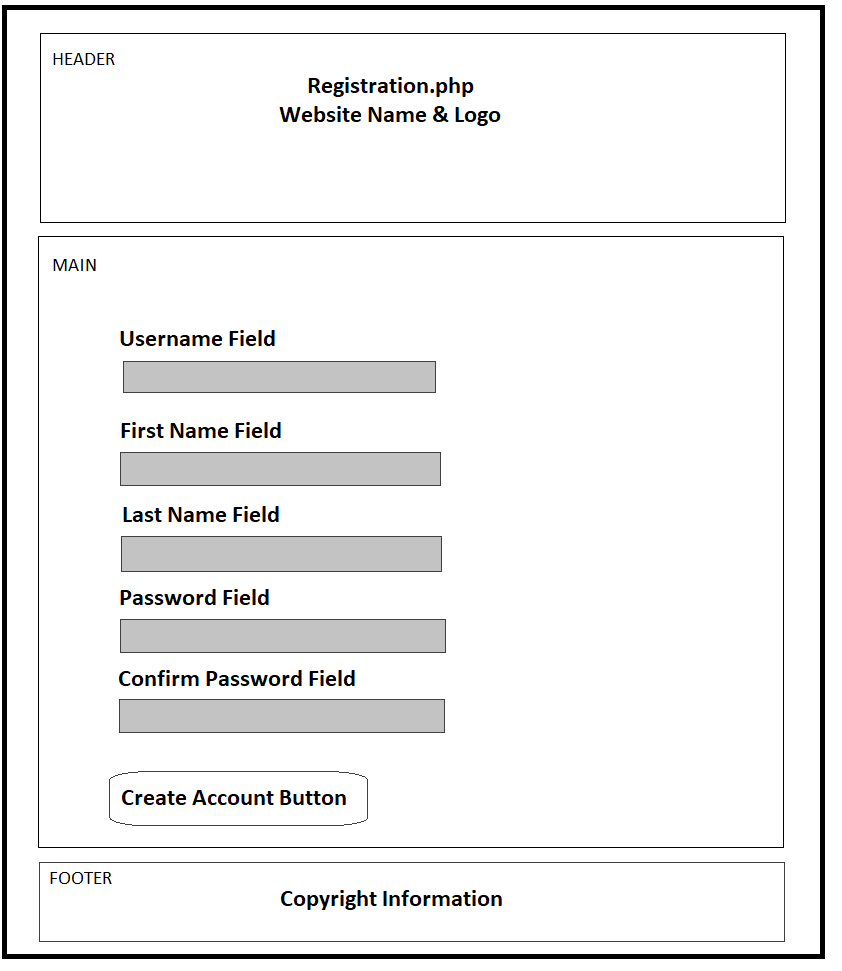 HEADER
Registration.php
Website Name & Logo
MAIN
Username Field
First Name Field
Last Name Field
Password Field
Confirm Password Field
Create Account Button
FOOTER
Copyright Information